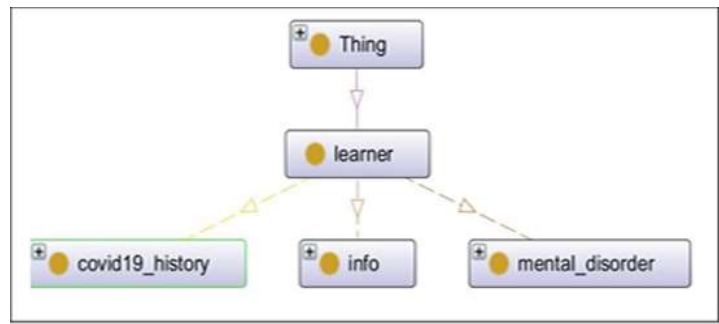 Thing
learner
covid19_history
info
mental_disorder